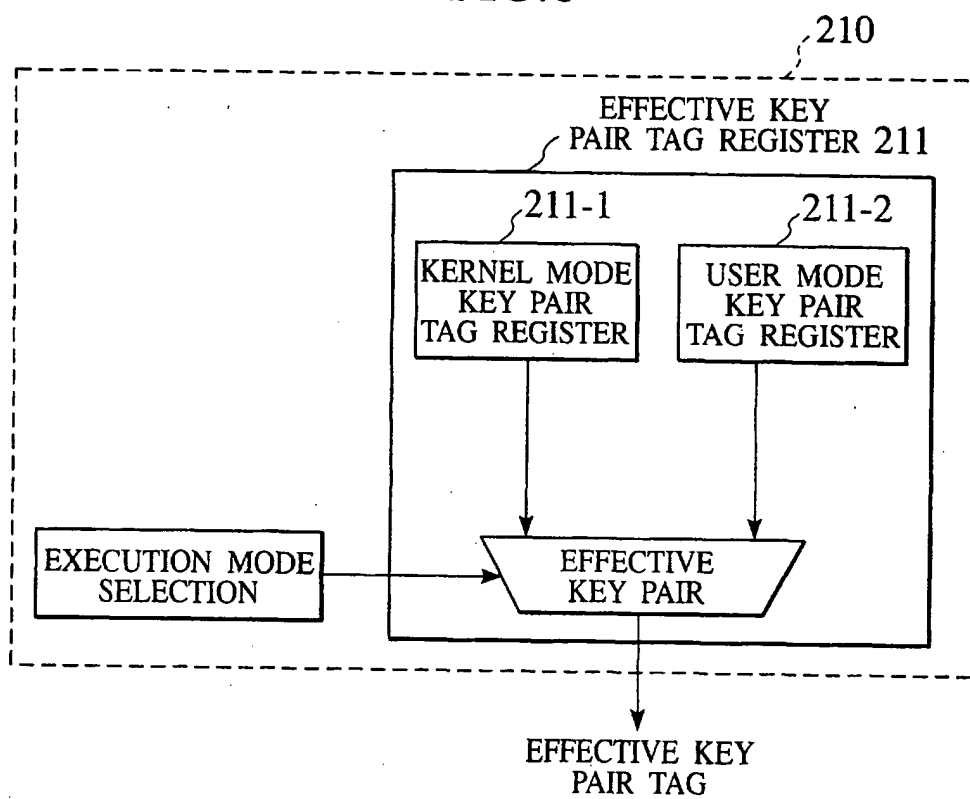 210
EFFECTIVE KEY
PAIR TAG REGISTER 211
211-1
211-2
KERNEL MODE
KEY PAIR
TAG REGISTER
USER MODE
KEY PAIR
TAG REGISTER
EXECUTION MODE
SELECTION
EFFECTIVE
KEY PAIR
EFFECTIVE KEY
PAIR TAG